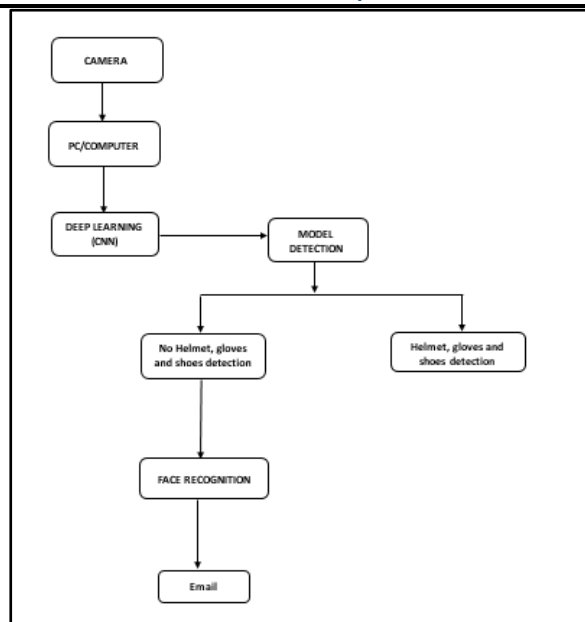 CAMERA
PC/COMPUTER
DEEP LEARNING
(CNN)
MODEL
DETECTION
No Helmet, gloves
and shoes detection
Helmet, gloves and
shoes detection
FACE RECOGNITION
Email